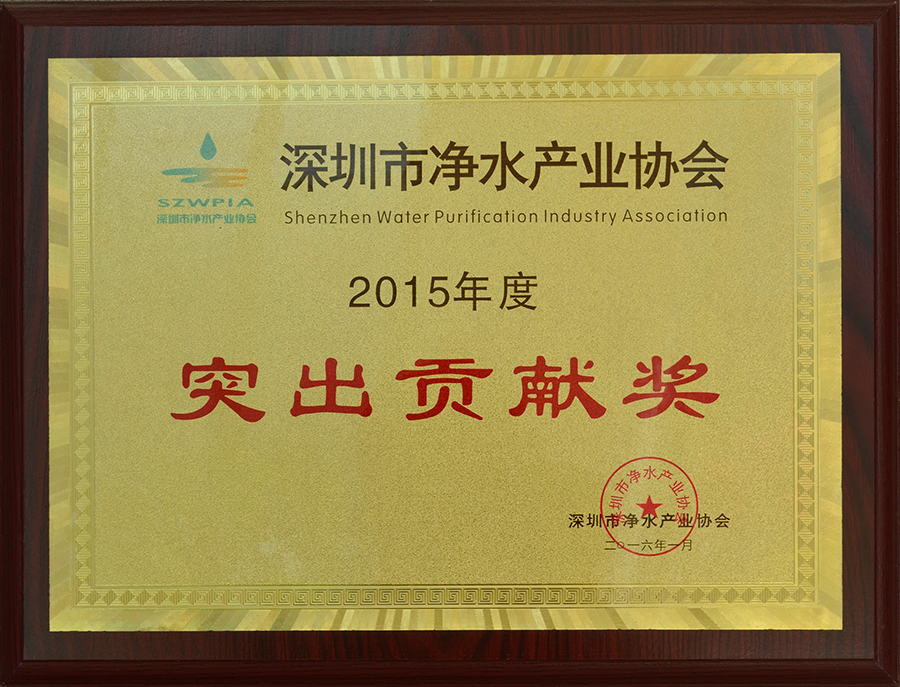 深圳市净水产业协会
Shenzhen Water Purification Industry Association
SZWPIA
深圳市净水产业协会
2015年度
突出贡献奖
深圳市净水产业协会
深圳市净水产业协会
二○一六年一月